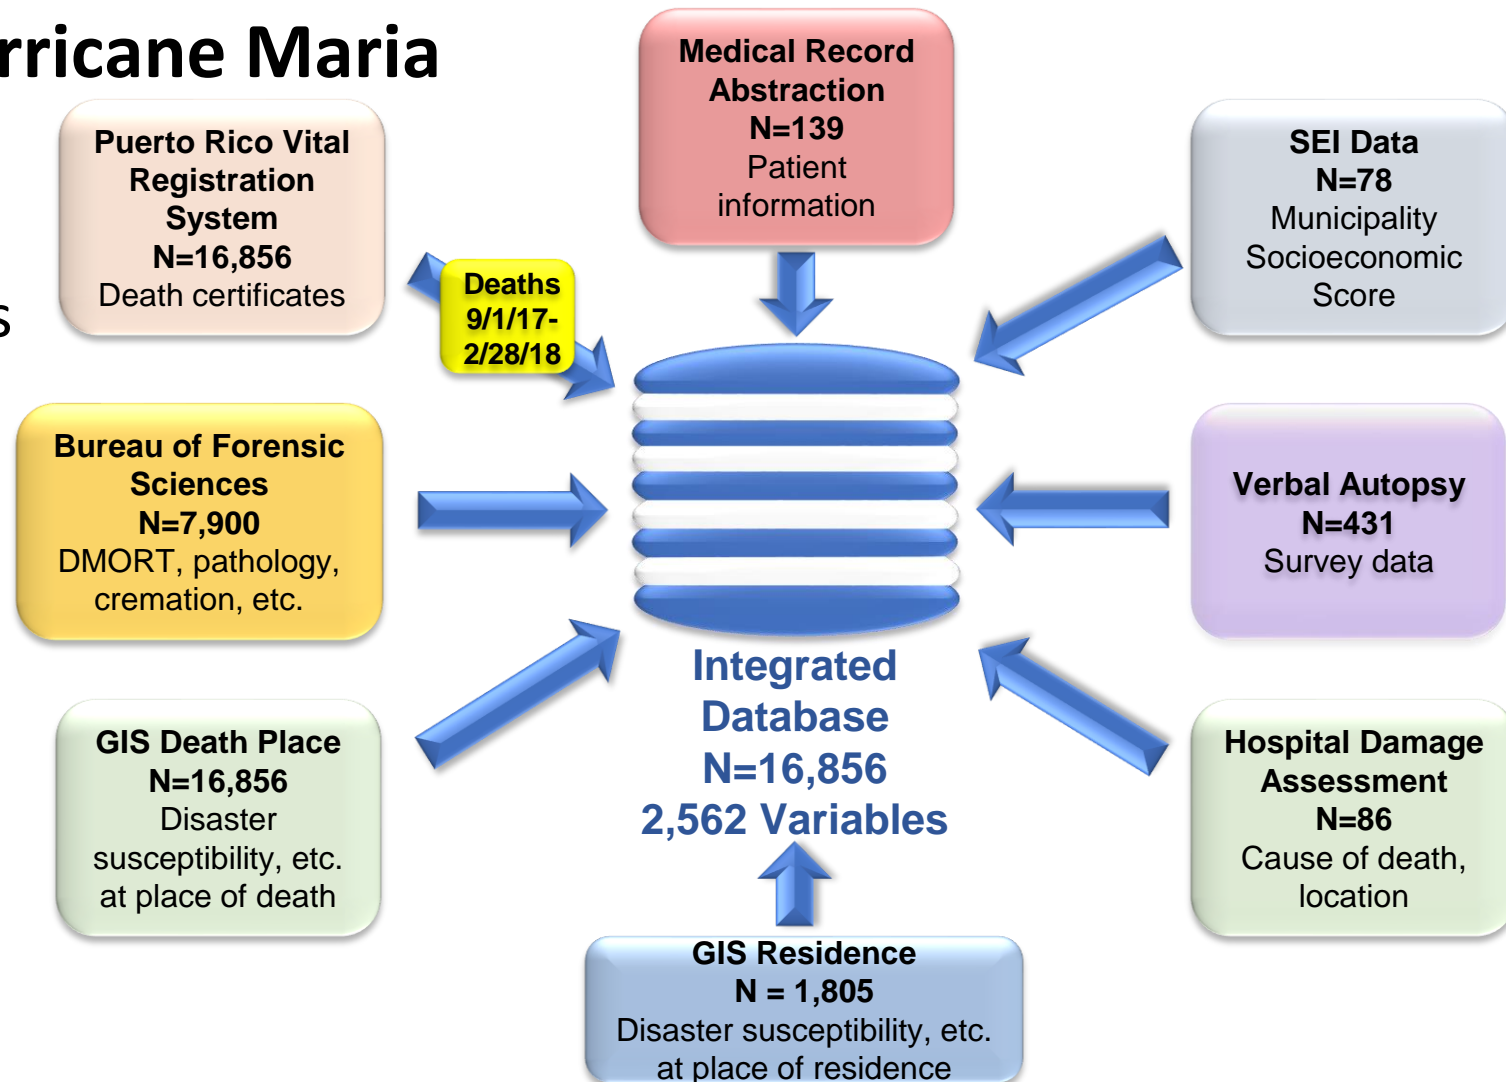 rricane Maria
s
Puerto Rico Vital
Registration
System
N=16,856
Death certificates
Deaths
9/1/17-
2/28/18
Medical Record
Abstraction
N=139
Patient
information
SEI Data
N=78
Municipality
Socioeconomic
Score
Bureau of Forensic
Sciences
N=7,900
DMORT, pathology,
cremation, etc.
Verbal Autopsy
N=431
Survey data
GIS Death Place
N=16,856
Disaster
susceptibility, etc.
at place of death
Integrated
Database
N=16,856
2,562 Variables
Hospital Damage
Assessment
N=86
Cause of death,
location
GIS Residence
N = 1,805
Disaster susceptibility, etc.
at place of residence